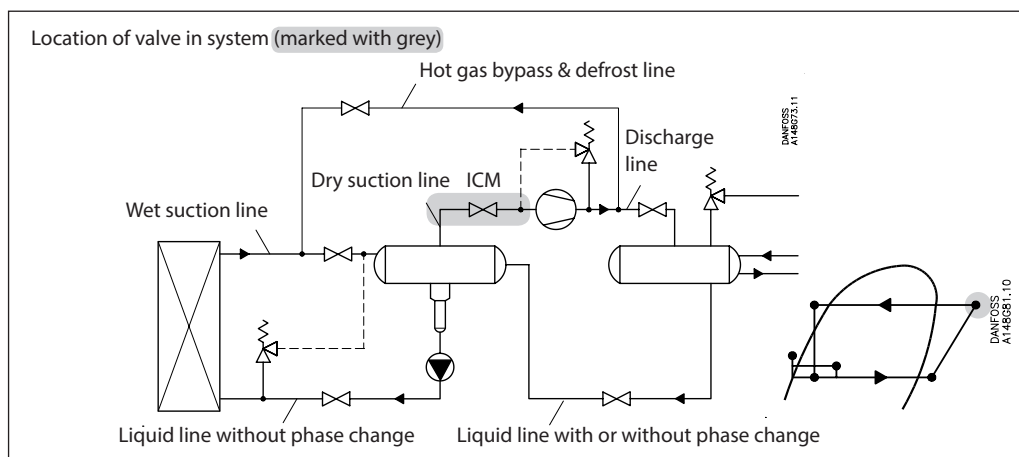 Location of valve in system (marked with grey)
Hot gas bypass & defrost line
DANFOSS
A148G73.11
Discharge
line
Dry suction line
ICM
Wet suction line
DANFOSS
A148G81.10
Liquid line without phase change
Liquid line with or without phase change